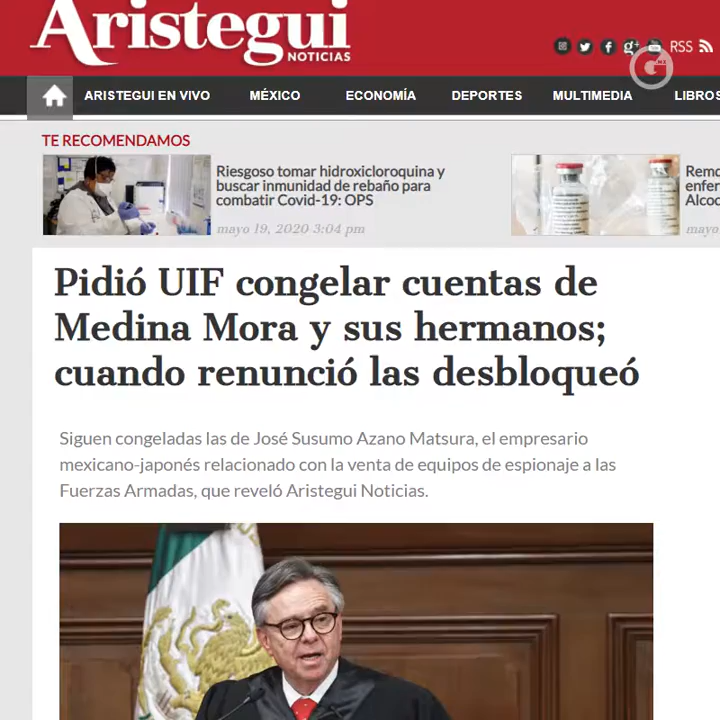 Aristegui
NOTICIAS
RSS
ARISTEGUI EN VIVO MÉXICO ECONOMÍA DEPORTES MULTIMEDIA LIBROS
TE RECOMENDAMOS
Riesgoso tomar hidroxicloroquina y
buscar inmunidad de rebaño para
combatir Covid-19: OPS
mayo 19, 2020 3:04 pm
Pidió UIF congelar cuentas de
Medina Mora y sus hermanos;
cuando renunció las desbloqueó
Siguen congeladas las de José Susumo Azano Matsura, el empresario
mexicano-japonés relacionado con la venta de equipos de espionaje a las
Fuerzas Armadas, que reveló Aristegui Noticias.